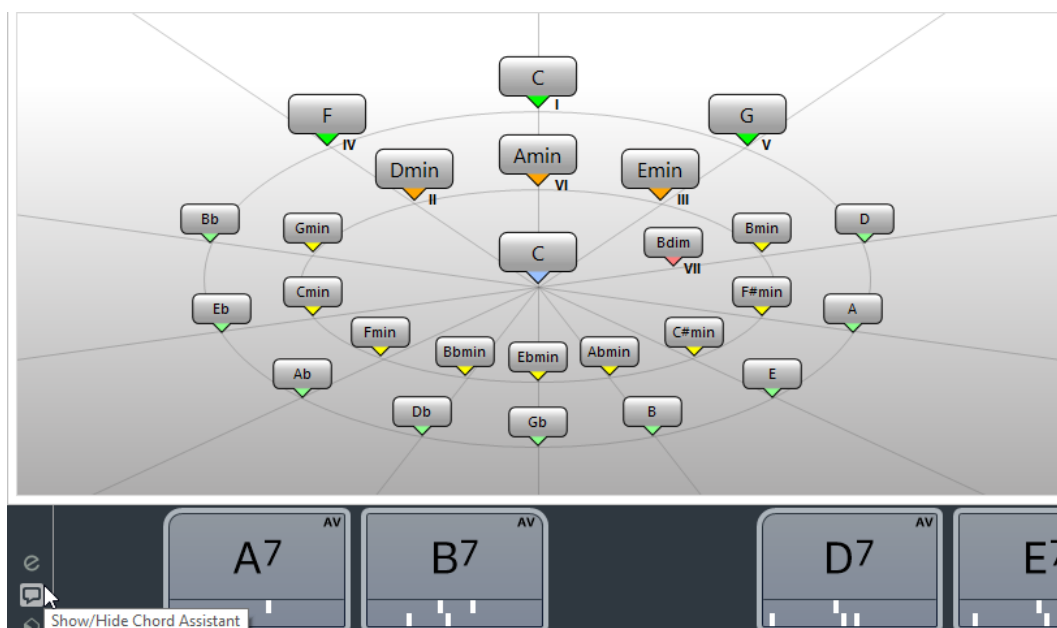 C
I
F
IV
G
V
Dmin
II
Amin
VI
Emin
III
Bb
Gmin
C
Bdim
VII
Bmin
D
Eb
Cmin
F#min
A
Fmin
Bbmin
Ebmin
Abmin
C#min
Ab
E
Db
Gb
B
AV
A7
AV
B7
AV
D7
E7
e
Show/Hide Chord Assistant